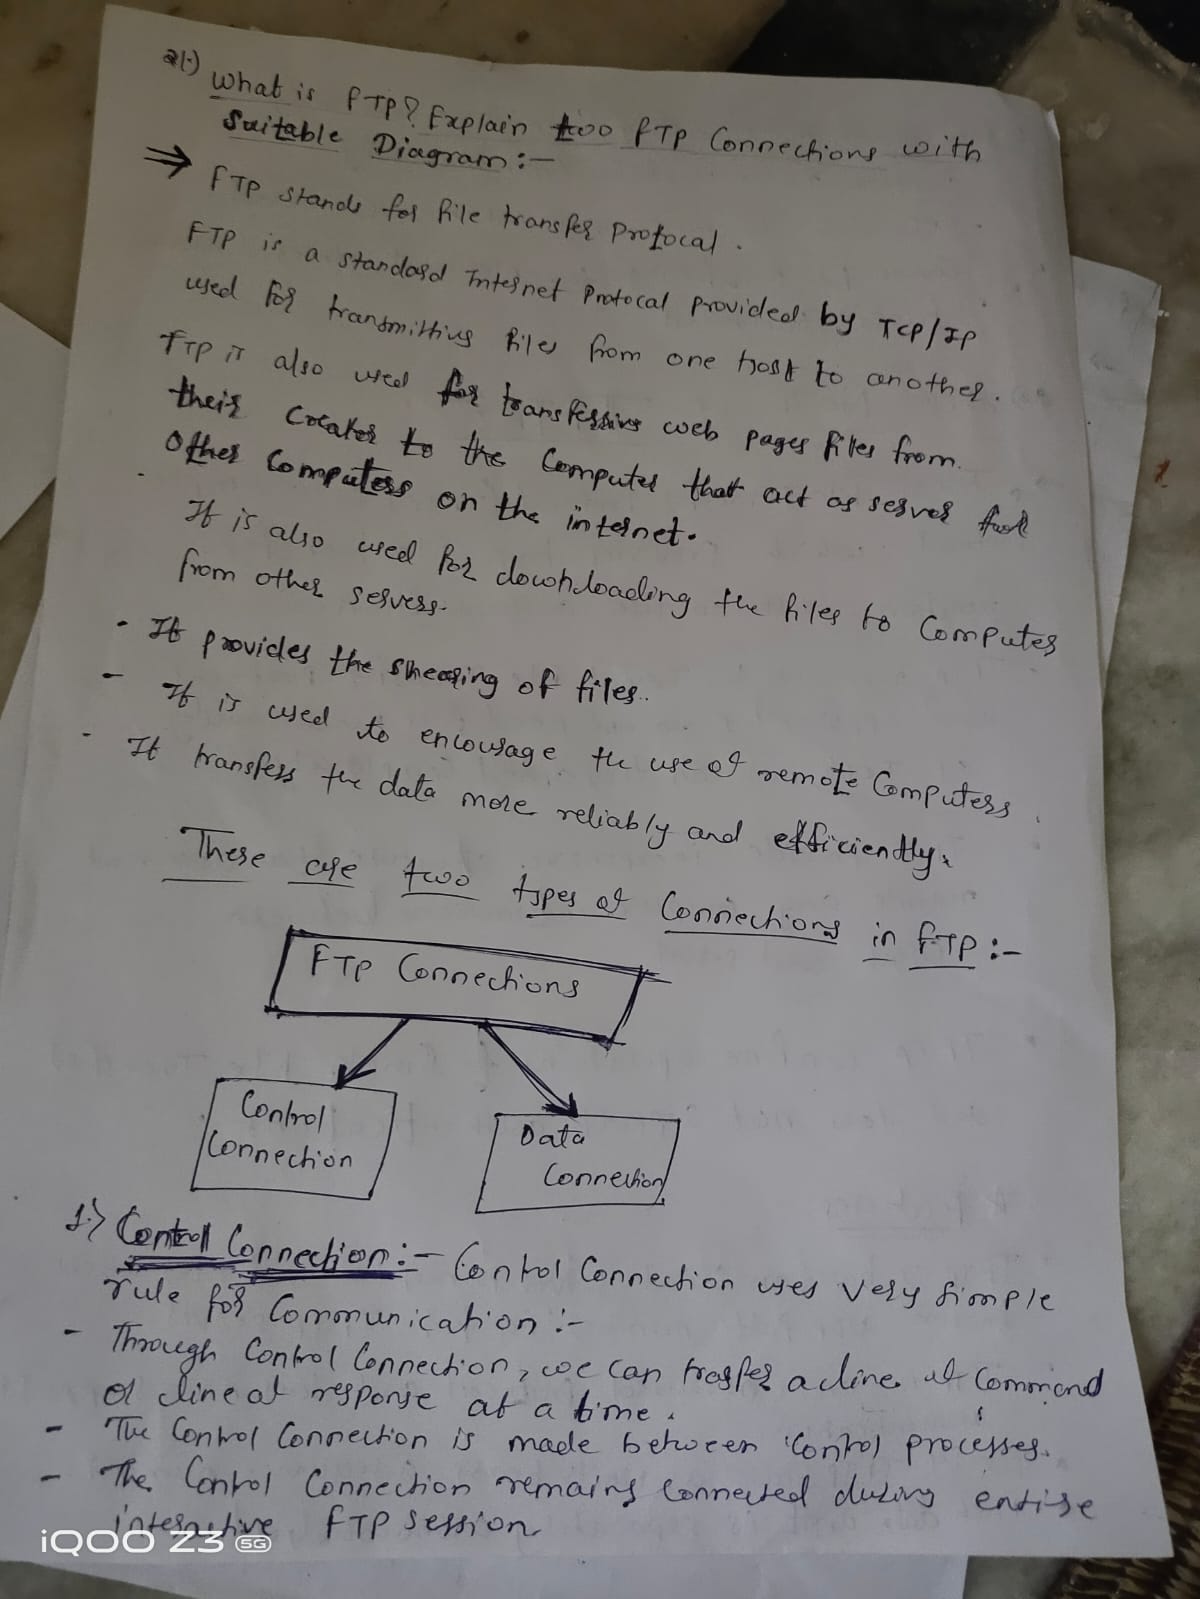 21.) What is FTP? Explain two FTP Connections with
Suitable Diagram:-
⇒ FTP stands for file transfer Protocal.
FTP is a standard Internet Protocal provided by TCP/IP
used for transmitting files from one host to another.
FTP is also used for transferring web pages files from
their Creater to the Computer that act as server
Other Computers on the internet.
It is also used for downloading the files to Computer
from other servers.
- It provides the shearing of files.
- It is used to encourage the use of remote Computers.
- It transfers the data more reliably and efficiently.
There are two types of Connections in FTP :-
FTP Connections
Control
Connection
Data
Connection
1.) Control Connection:- Control Connection uses very Simple
rule for Communication :-
- Through Control Connection, we can trasfer a line of Command
or line of response at a time.
- The Control Connection is made between Control processes.
- The Control Connection remains Connected during entire
interactive FTP session
iQOO Z3 5G